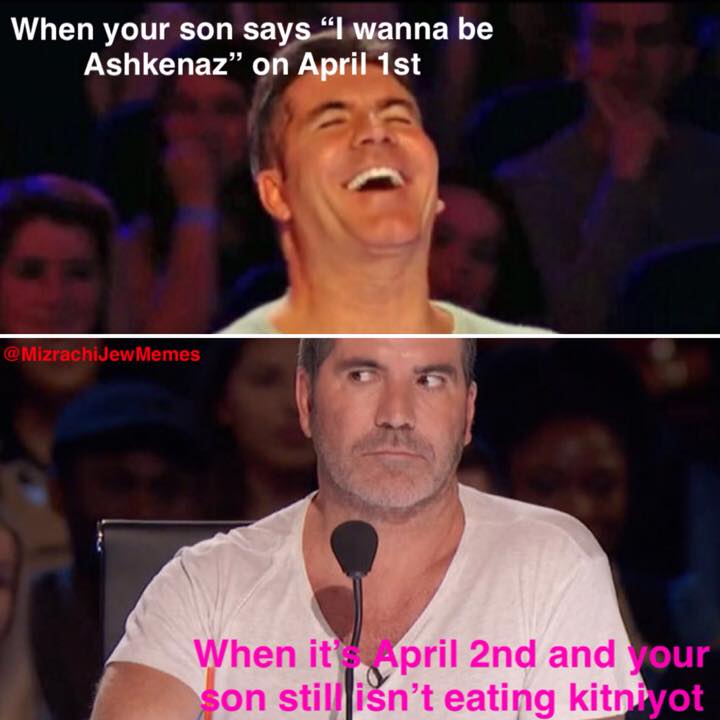 When your son says “I wanna be
Ashkenaz” on April 1st
@MizrachiJewMemes
When it’s April 2nd and your
son still isn’t eating kitniyot